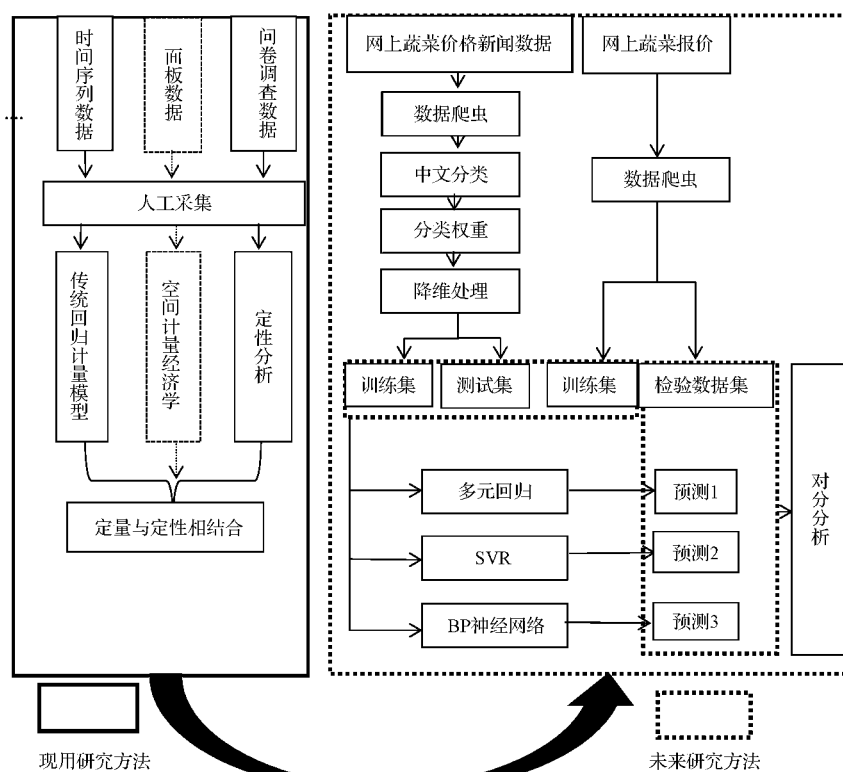 时间序列数据
面板数据
问卷调查数据
…
人工采集
传统回归计量模型
空间计量经济学
定性分析
定量与定性相结合
现用研究方法
网上蔬菜价格新闻数据
网上蔬菜报价
数据爬虫
中文分类
数据爬虫
分类权重
降维处理
训练集
测试集
训练集
检验数据集
多元回归
预测1
SVR
预测2
BP神经网络
预测3
对分分析
未来研究方法